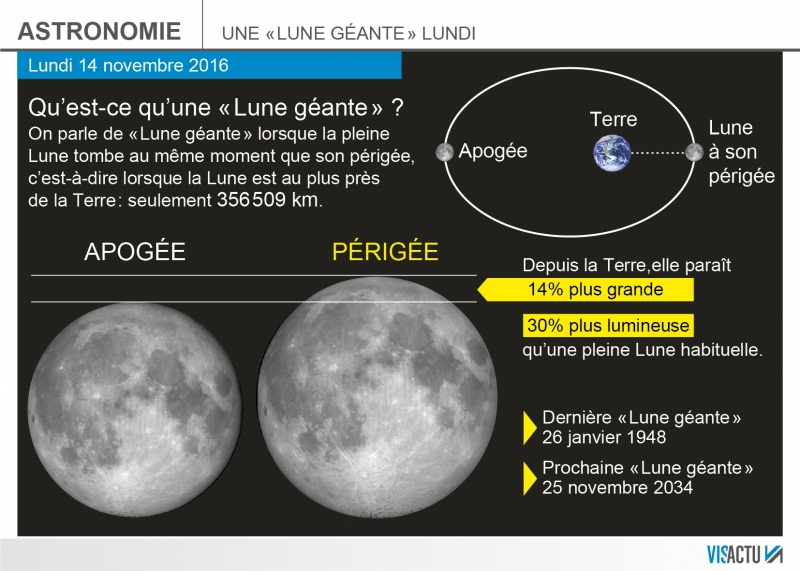 ASTRONOMIE
UNE « LUNE GÉANTE » LUNDI
Lundi 14 novembre 2016
Qu’est-ce qu’une « Lune géante » ?
On parle de « Lune géante » lorsque la pleine
Lune tombe au même moment que son périgée,
c’est-à-dire lorsque la Lune est au plus près
de la Terre : seulement 356 509 km.
Apogée
Terre
Lune
à son
périgée
APOGÉE
PÉRIGÉE
Depuis la Terre,elle paraît
14% plus grande
30% plus lumineuse
qu’une pleine Lune habituelle.
Dernière « Lune géante »
26 janvier 1948
Prochaine « Lune géante »
25 novembre 2034
VISACTU